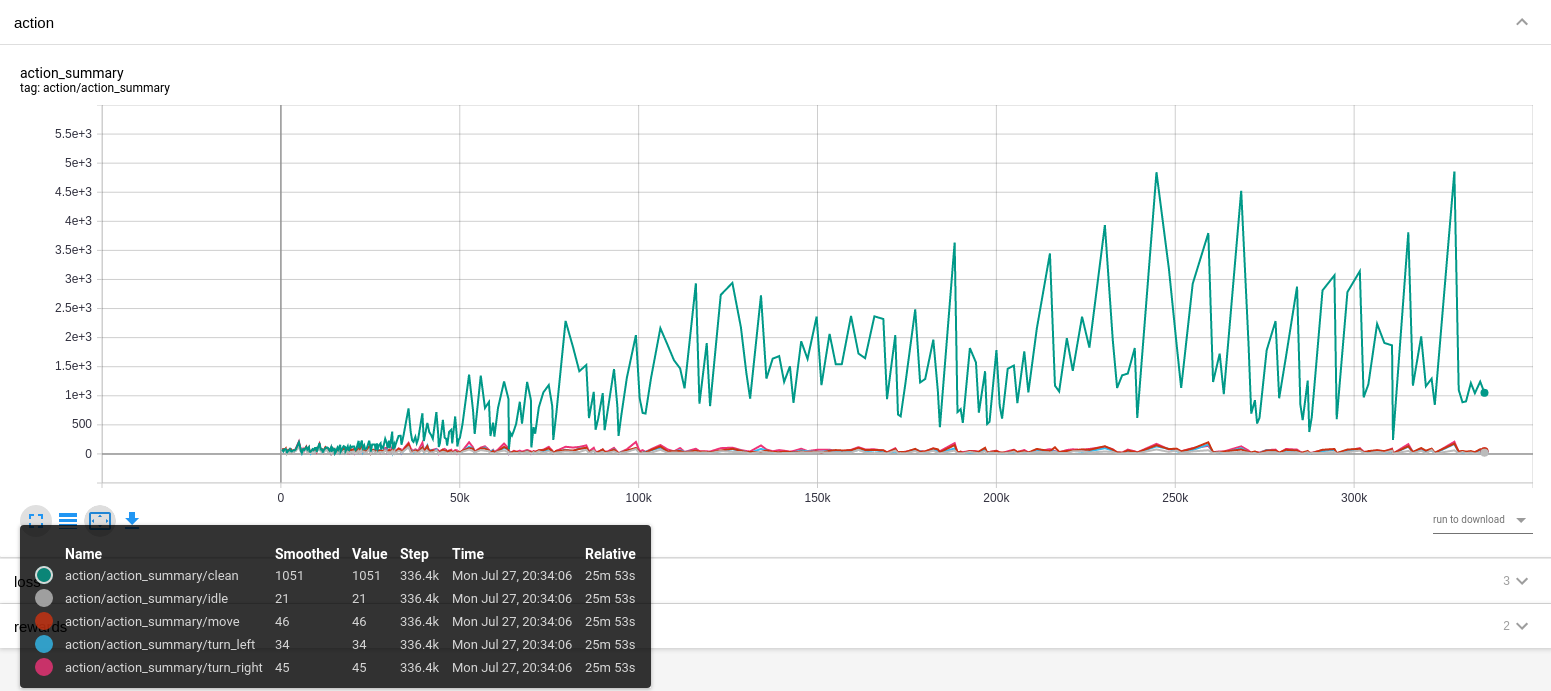 action
action_summary
tag: action/action_summary
5.5e+3
5e+3
4.5e+3
4e+3
3.5e+3
3e+3
2.5e+3
2e+3
1.5e+3
1e+3
500
0
0 50k 100k 150k 200k 250k 300k
run to download
Name Smoothed Value Step Time Relative
action/action_summary/clean 1051 1051 336.4k Mon Jul 27, 20:34:06 25m 53s
action/action_summary/idle 21 21 336.4k Mon Jul 27, 20:34:06 25m 53s
action/action_summary/move 46 46 336.4k Mon Jul 27, 20:34:06 25m 53s
action/action_summary/turn_left 34 34 336.4k Mon Jul 27, 20:34:06 25m 53s
action/action_summary/turn_right 45 45 336.4k Mon Jul 27, 20:34:06 25m 53s
loss 3
rewards 2